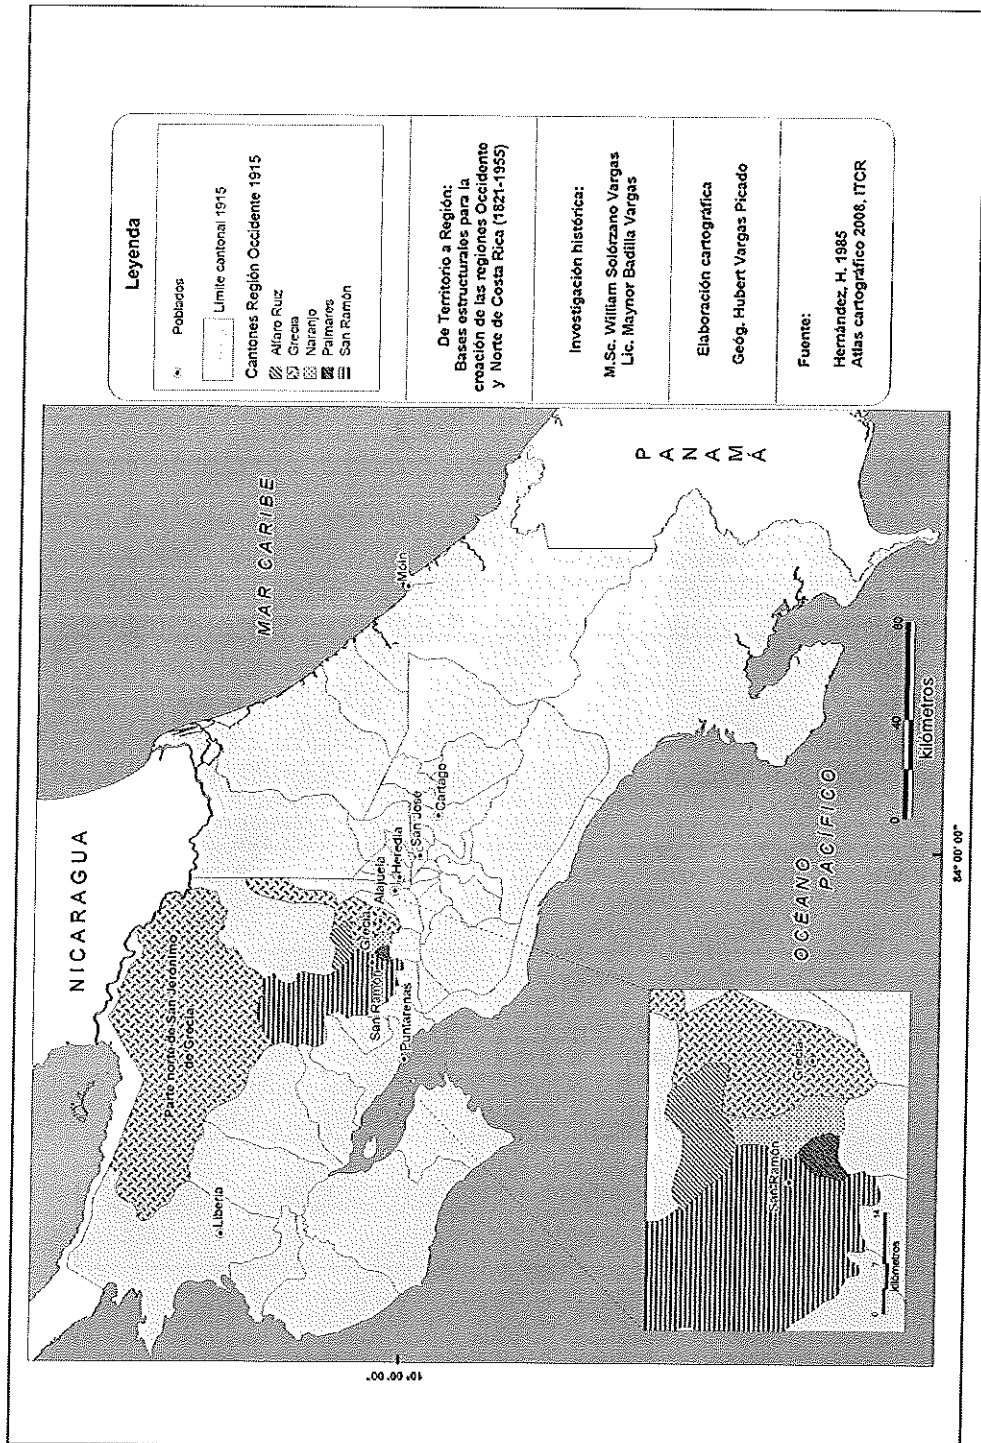 NICARAGUA
MAR CARIBE
Parte norte de San Jerónimo
de Grecia
Liberia
San Ramón
Grecia
Alajuela
Heredia
San José
Cartago
Puntarenas
Moín
PANAMÁ
OCÉANO
PACÍFICO
0 40 80
kilómetros
10° 00' 00"
84° 00' 00"
Grecia
San Ramón
0 7 14
kilómetros
Leyenda
Poblados
Límite cantonal 1915
Cantones Región Occidente 1915
Alfaro Ruiz
Grecia
Naranjo
Palmares
San Ramón
De Territorio a Región:
Bases estructurales para la
creación de las regiones Occidente
y Norte de Costa Rica (1821-1955)
Investigación histórica:
M.Sc. William Solórzano Vargas
Lic. Maynor Badilla Vargas
Elaboración cartográfica
Geóg. Hubert Vargas Picado
Fuente:
Hernández, H. 1985
Atlas cartográfico 2008, ITCR